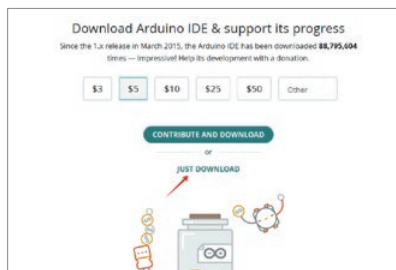 Download Arduino IDE & support its progress
Since the 1.x release in March 2015, the Arduino IDE has been downloaded 88,795,604
times — impressive! Help its development with a donation.
$3 $5 $10 $25 $50 Other
CONTRIBUTE AND DOWNLOAD
or
JUST DOWNLOAD